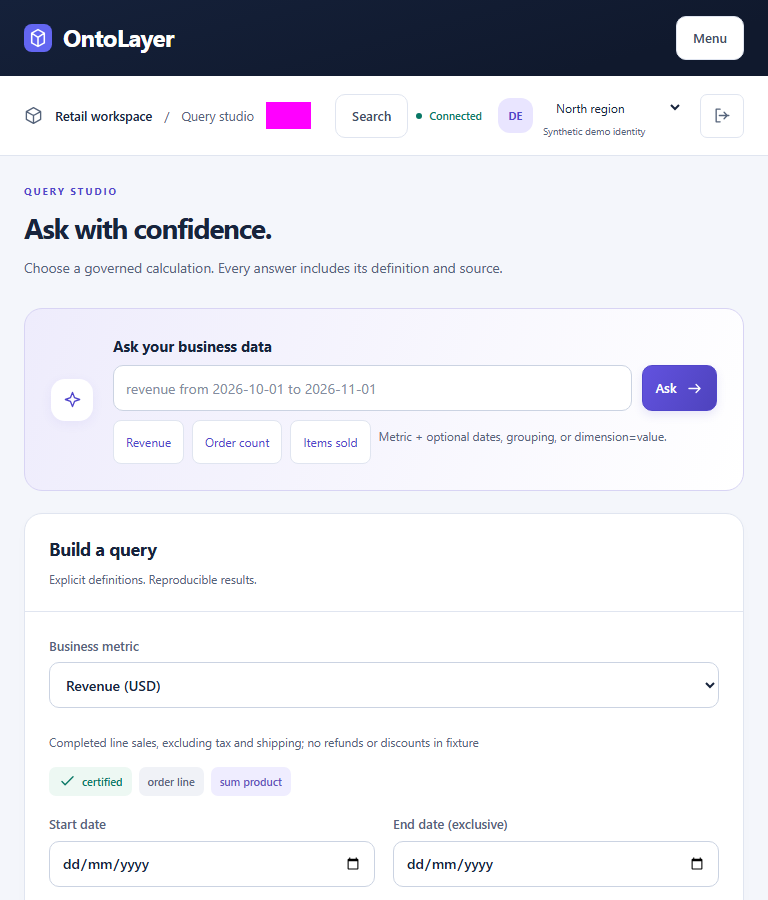 OntoLayer
Menu
Retail workspace / Query studio
Search
Connected
DE
North region
Synthetic demo identity
QUERY STUDIO
Ask with confidence.
Choose a governed calculation. Every answer includes its definition and source.
Ask your business data
revenue from 2026-10-01 to 2026-11-01
Ask →
Revenue
Order count
Items sold
Metric + optional dates, grouping, or dimension=value.
Build a query
Explicit definitions. Reproducible results.
Business metric
Revenue (USD)
Completed line sales, excluding tax and shipping; no refunds or discounts in fixture
certified
order line
sum product
Start date
End date (exclusive)
dd/mm/yyyy
dd/mm/yyyy